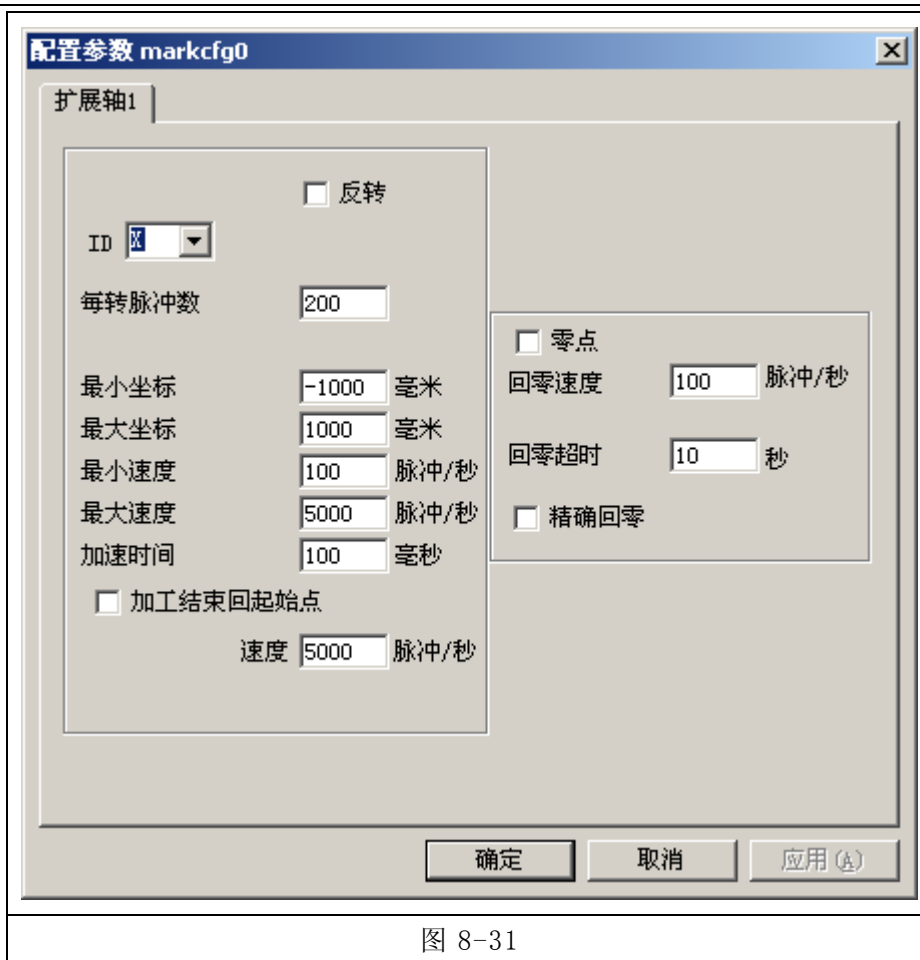 配置参数 markcfg0
扩展轴1
反转
ID X
每转脉冲数 200
最小坐标 -1000 毫米
最大坐标 1000 毫米
最小速度 100 脉冲/秒
最大速度 5000 脉冲/秒
加速时间 100 毫秒
加工结束回起始点
速度 5000 脉冲/秒
零点
回零速度 100 脉冲/秒
回零超时 10 秒
精确回零
确定 取消 应用(A)
图 8-31